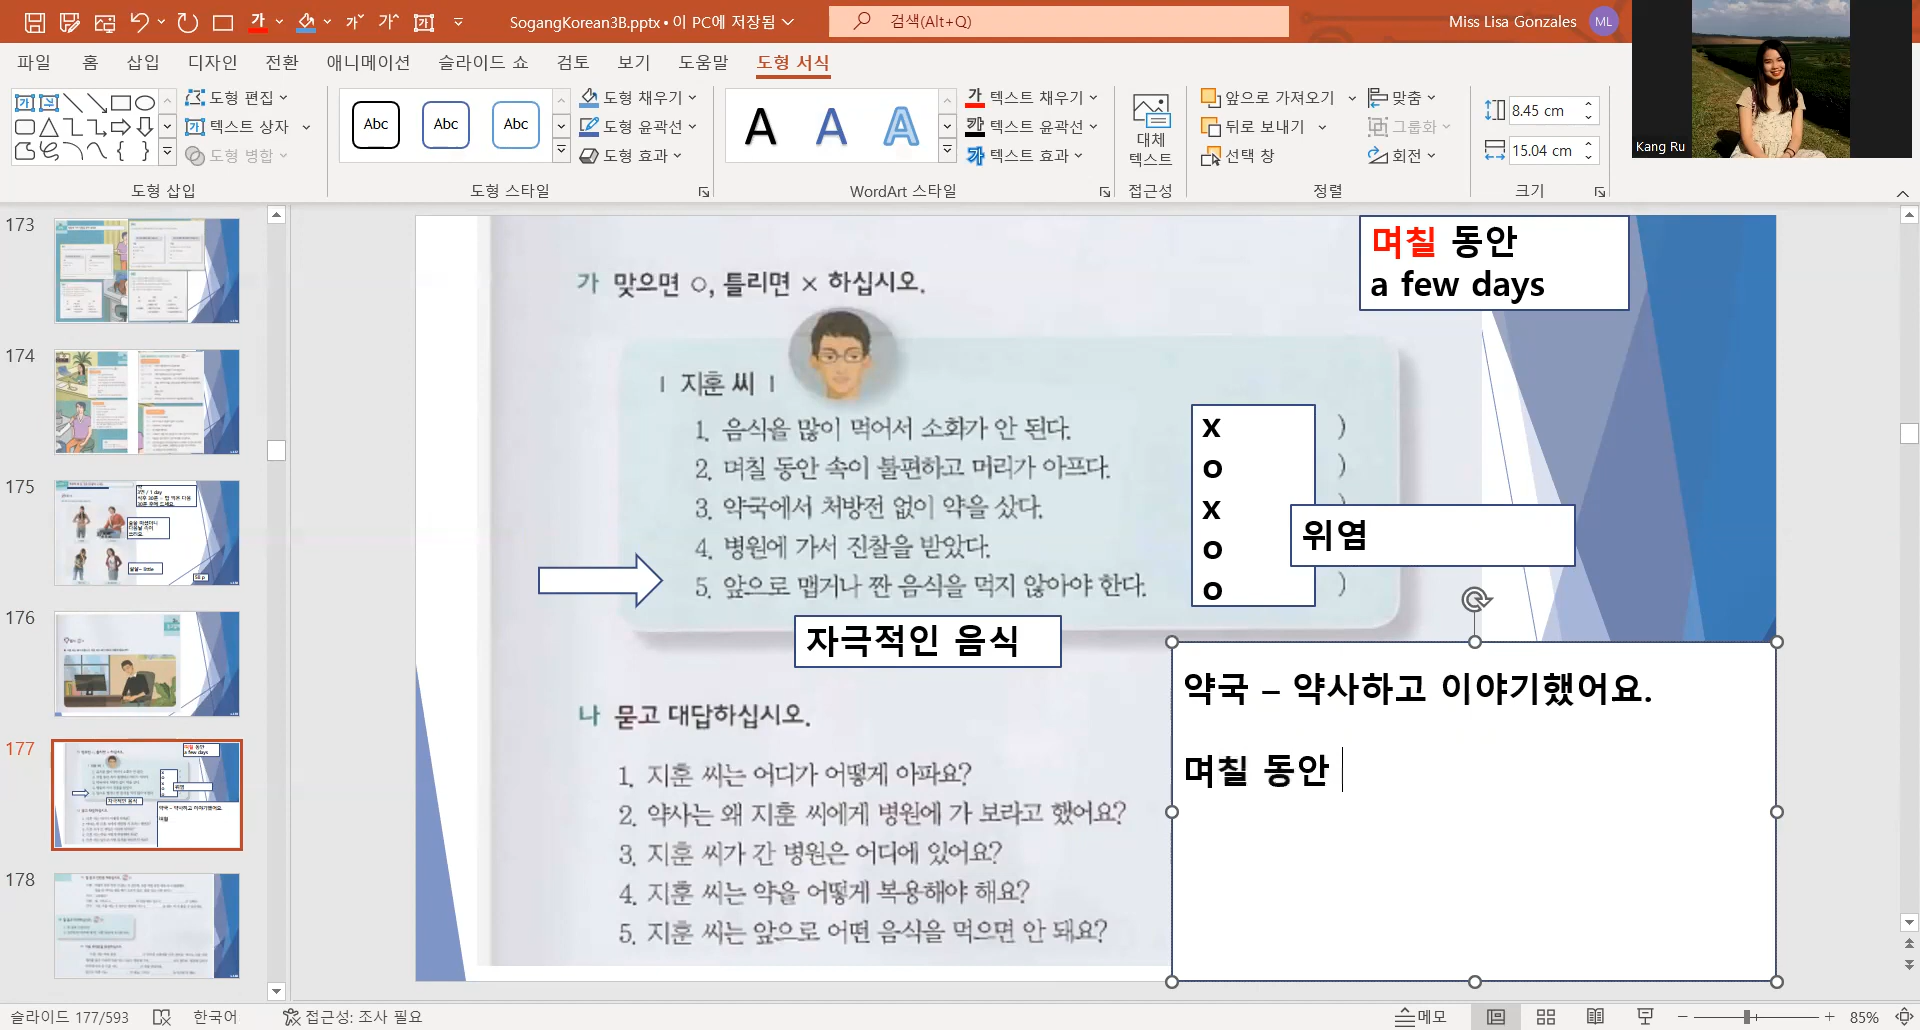 SogangKorean3B.pptx • 이 PC에 저장됨
검색(Alt+Q)
Miss Lisa Gonzales
ML
파일 홈 삽입 디자인 전환 애니메이션 슬라이드 쇼 검토 보기 도움말 도형 서식
도형 편집
텍스트 상자
도형 병합
도형 삽입
Abc Abc Abc
도형 채우기
도형 윤곽선
도형 효과
도형 스타일
A A A
텍스트 채우기
텍스트 윤곽선
텍스트 효과
WordArt 스타일
대체
텍스트
접근성
앞으로 가져오기
뒤로 보내기
선택 창
맞춤
그룹화
회전
정렬
8.45 cm
15.04 cm
크기
Kang Ru
173
174
175
176
177
178
며칠 동안
a few days
가 맞으면 ○, 틀리면 × 하십시오.
| 지훈 씨 |
1. 음식을 많이 먹어서 소화가 안 된다.
2. 며칠 동안 속이 불편하고 머리가 아프다.
3. 약국에서 처방전 없이 약을 샀다.
4. 병원에 가서 진찰을 받았다.
5. 앞으로 맵거나 짠 음식을 먹지 않아야 한다.
x )
o )
x )
o
o )
위염
자극적인 음식
약국 – 약사하고 이야기했어요.
며칠 동안
나 묻고 대답하십시오.
1. 지훈 씨는 어디가 어떻게 아파요?
2. 약사는 왜 지훈 씨에게 병원에 가 보라고 했어요?
3. 지훈 씨가 간 병원은 어디에 있어요?
4. 지훈 씨는 약을 어떻게 복용해야 해요?
5. 지훈 씨는 앞으로 어떤 음식을 먹으면 안 돼요?
슬라이드 177/593
한국어
접근성: 조사 필요
메모
85%